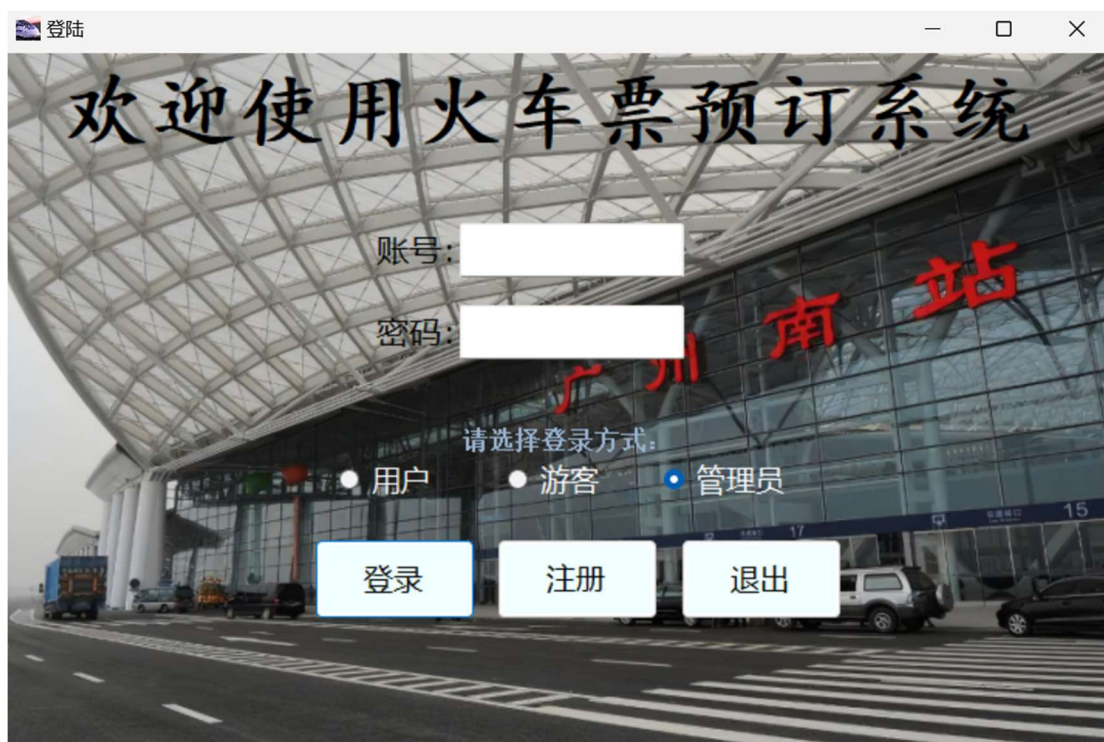 登陆
欢迎使用火车票预订系统
账号:
密码:
广州南站
请选择登录方式:
用户 游客 管理员
17 15
登录 注册 退出